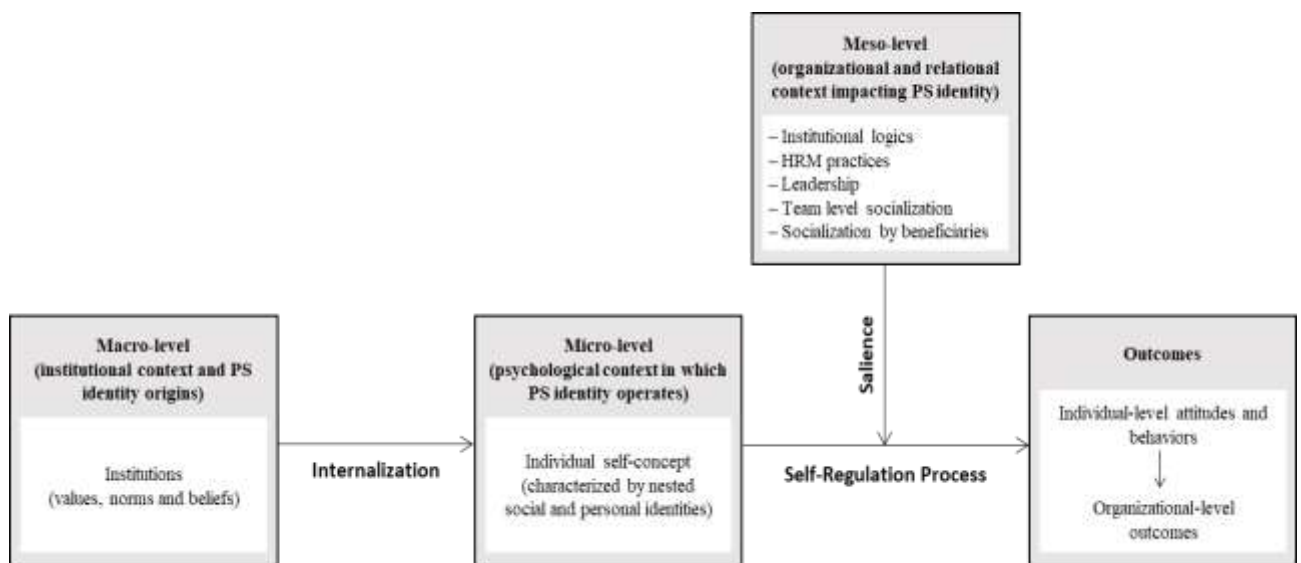 Meso-level
(organizational and relational
context impacting PS identity)
– Institutional logics
– HRM practices
– Leadership
– Team level socialization
– Socialization by beneficiaries
Salience
Macro-level
(institutional context and PS
identity origins)
Institutions
(values, norms and beliefs)
Internalization
Micro-level
(psychological context in which
PS identity operates)
Individual self-concept
(characterized by nested
social and personal identities)
Self-Regulation Process
Outcomes
Individual-level attitudes and
behaviors
Organizational-level
outcomes